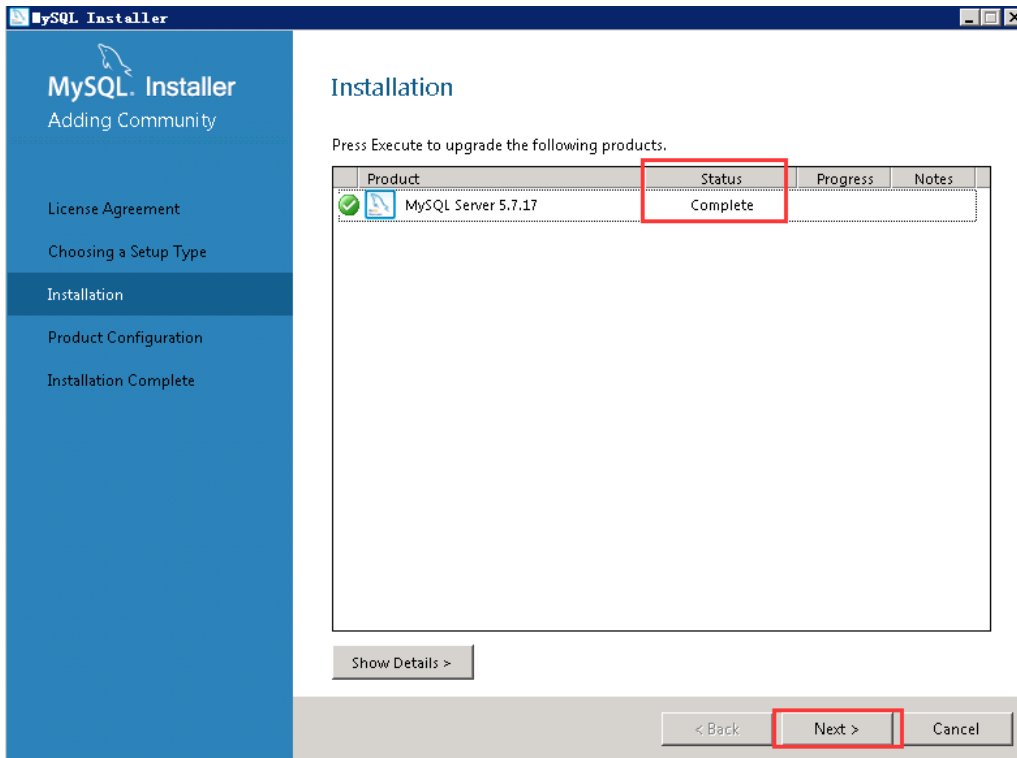 MySQL Installer
MySQL. Installer
Adding Community
License Agreement
Choosing a Setup Type
Installation
Product Configuration
Installation Complete
Installation
Press Execute to upgrade the following products.
Product Status Progress Notes
MySQL Server 5.7.17 Complete
Show Details >
< Back Next > Cancel